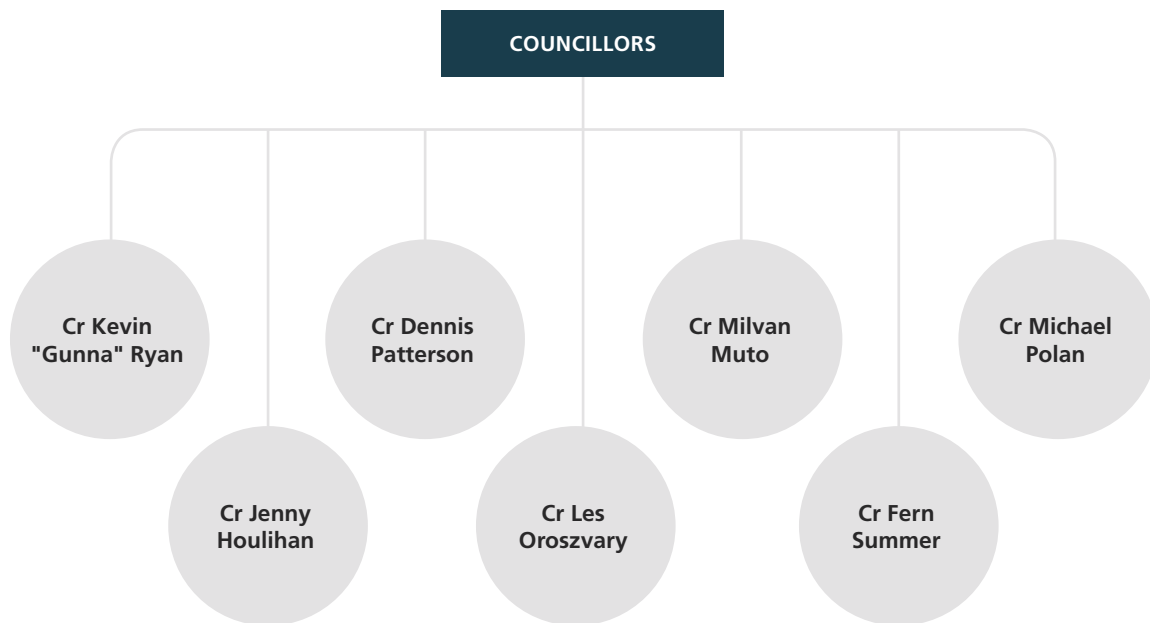 COUNCILLORS
Cr Kevin
"Gunna" Ryan
Cr Dennis
Patterson
Cr Milvan
Muto
Cr Michael
Polan
Cr Jenny
Houlihan
Cr Les
Oroszvary
Cr Fern
Summer